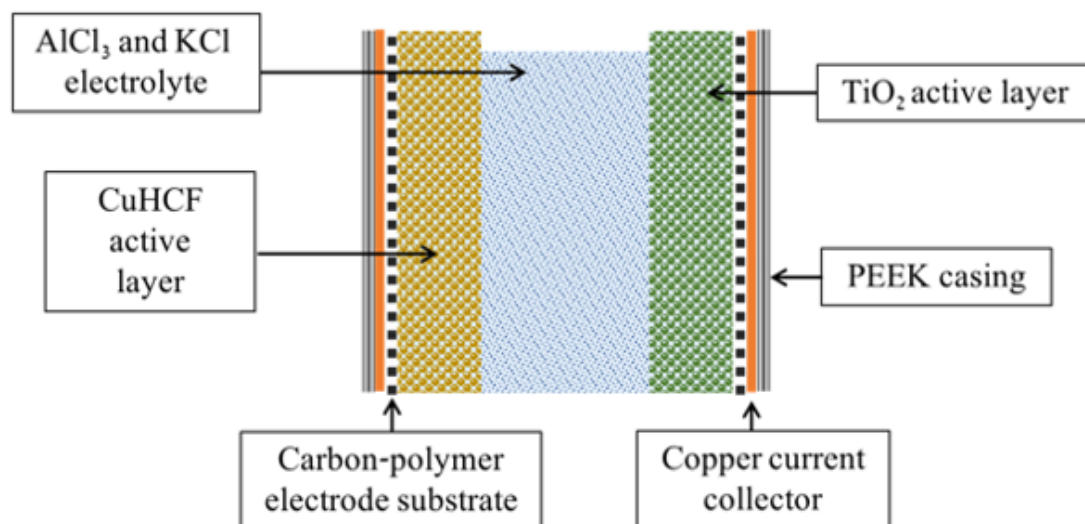 AlCl₃ and KCl
electrolyte
TiO₂ active layer
CuHCF
active
layer
PEEK casing
Carbon-polymer
electrode substrate
Copper current
collector